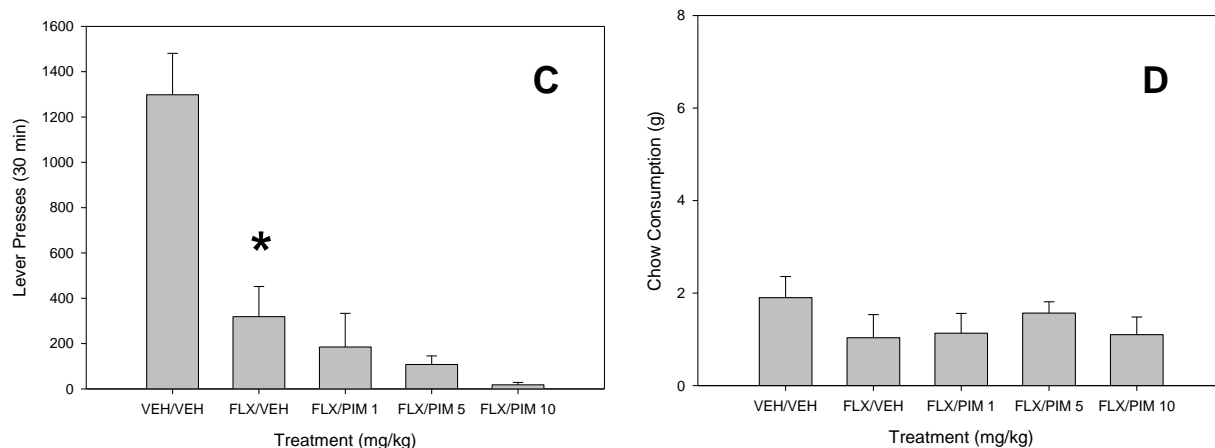 C
Lever Presses (30 min)
1600
1400
1200
1000
800
600
400
200
0
*
VEH/VEH FLX/VEH FLX/PIM 1 FLX/PIM 5 FLX/PIM 10
Treatment (mg/kg)
D
Chow Consumption (g)
8
6
4
2
0
VEH/VEH FLX/VEH FLX/PIM 1 FLX/PIM 5 FLX/PIM 10
Treatment (mg/kg)